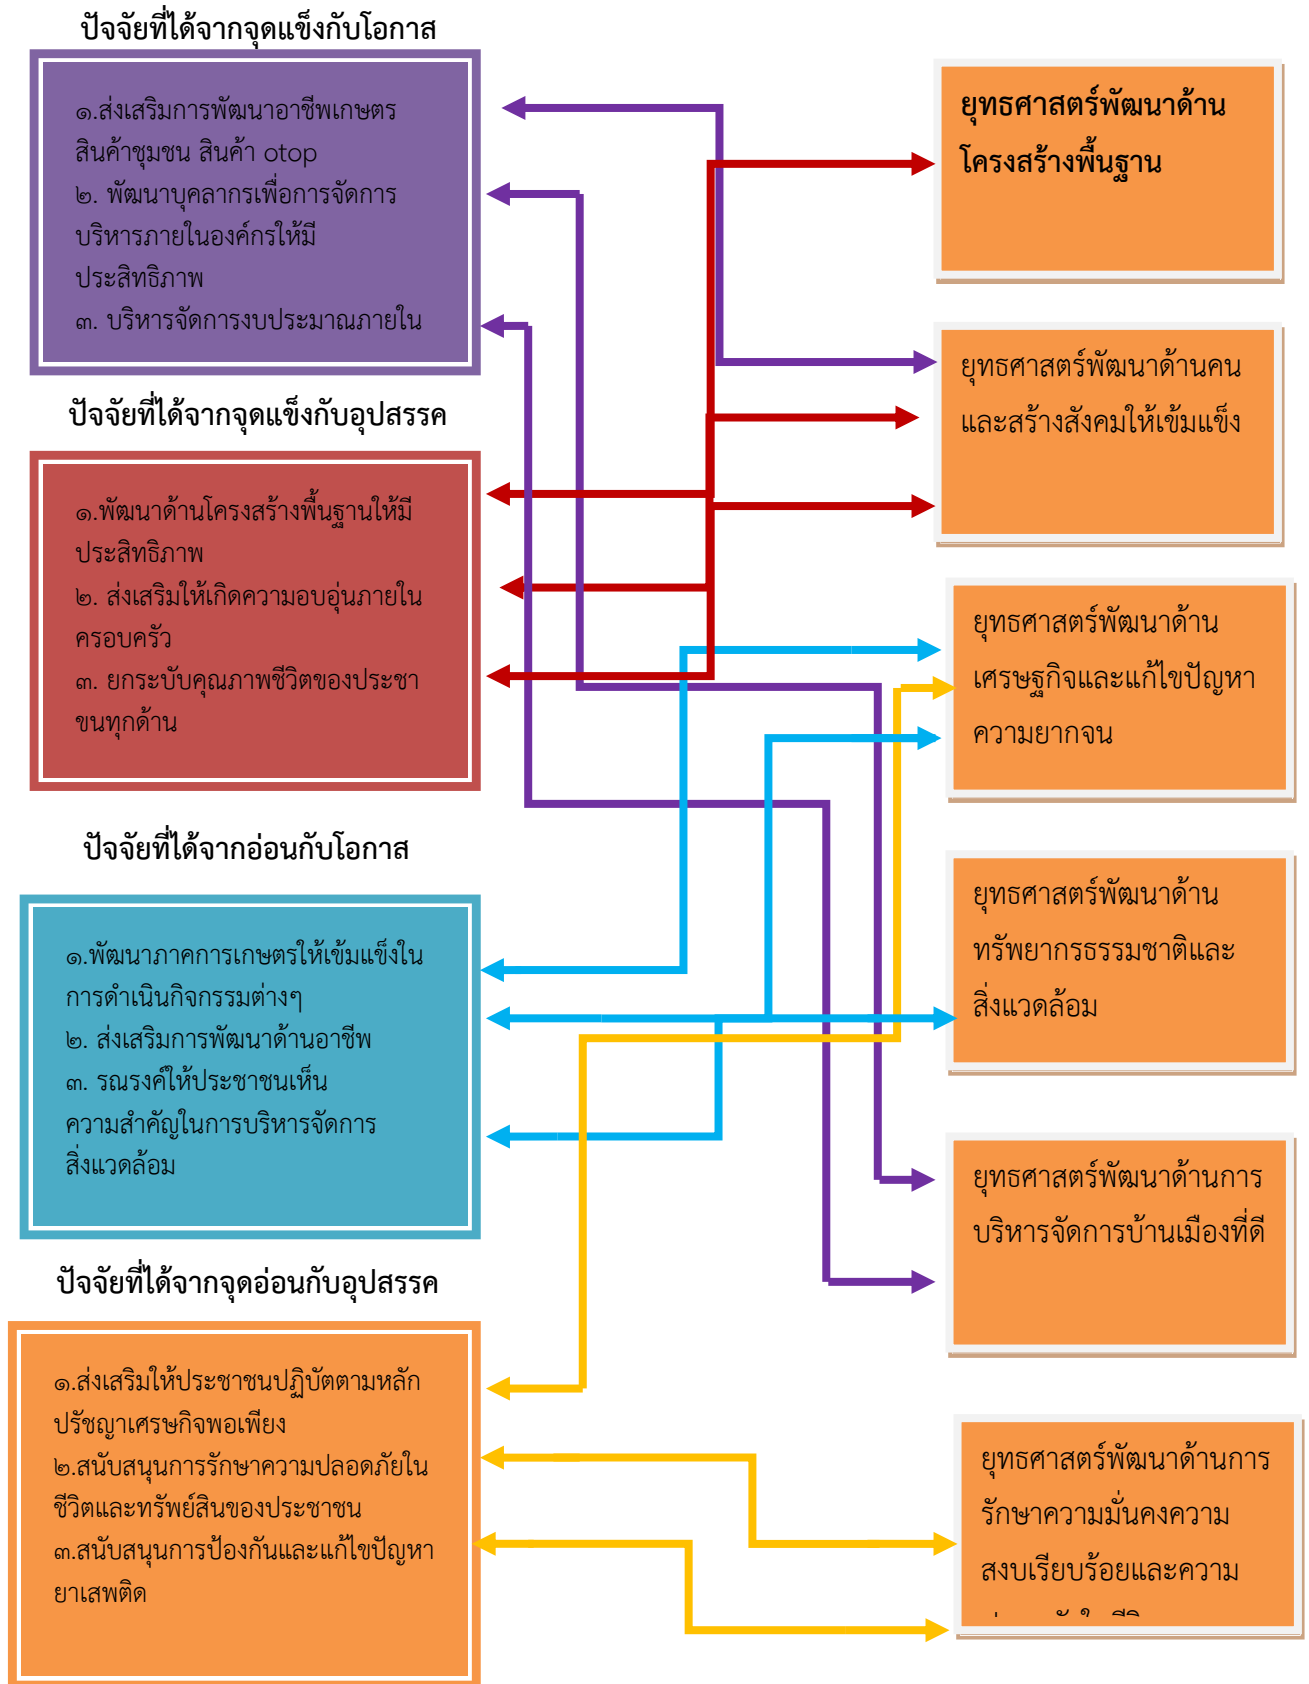 ปัจจัยที่ได้จากจุดแข็งกับโอกาส
๑.ส่งเสริมการพัฒนาอาชีพเกษตร
สินค้าชุมชน สินค้า otop
๒. พัฒนาบุคลากรเพื่อการจัดการ
บริหารภายในองค์กรให้มี
ประสิทธิภาพ
๓. บริหารจัดการงบประมาณภายใน
ปัจจัยที่ได้จากจุดแข็งกับอุปสรรค
๑.พัฒนาด้านโครงสร้างพื้นฐานให้มี
ประสิทธิภาพ
๒. ส่งเสริมให้เกิดความอบอุ่นภายใน
ครอบครัว
๓. ยกระบับคุณภาพชีวิตของประชา
ขนทุกด้าน
ปัจจัยที่ได้จากอ่อนกับโอกาส
๑.พัฒนาภาคการเกษตรให้เข้มแข็งใน
การดำเนินกิจกรรมต่างๆ
๒. ส่งเสริมการพัฒนาด้านอาชีพ
๓. รณรงค์ให้ประชาชนเห็น
ความสำคัญในการบริหารจัดการ
สิ่งแวดล้อม
ปัจจัยที่ได้จากจุดอ่อนกับอุปสรรค
๑.ส่งเสริมให้ประชาชนปฏิบัตตามหลัก
ปรัชญาเศรษกิจพอเพียง
๒.สนับสนุนการรักษาความปลอดภัยใน
ชีวิตและทรัพย์สินของประชาชน
๓.สนับสนุนการป้องกันและแก้ไขปัญหา
ยาเสพติด
ยุทธศาสตร์พัฒนาด้าน
โครงสร้างพื้นฐาน
ยุทธศาสตร์พัฒนาด้านคน
และสร้างสังคมให้เข้มแข็ง
ยุทธศาสตร์พัฒนาด้าน
เศรษฐกิจและแก้ไขปัญหา
ความยากจน
ยุทธศาสตร์พัฒนาด้าน
ทรัพยากรธรรมชาติและ
สิ่งแวดล้อม
ยุทธศาสตร์พัฒนาด้านการ
บริหารจัดการบ้านเมืองที่ดี
ยุทธศาสตร์พัฒนาด้านการ
รักษาความมั่นคงความ
สงบเรียบร้อยและความ